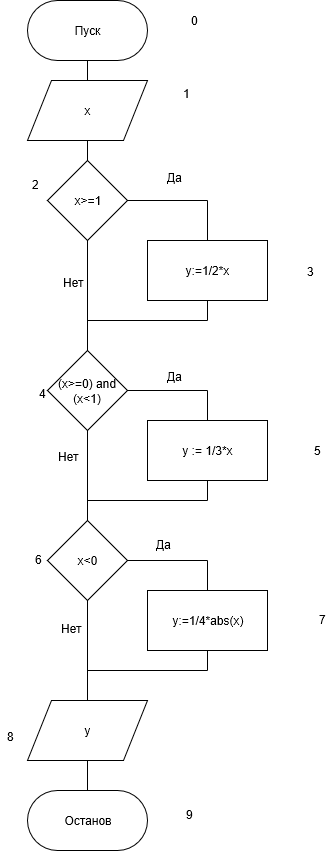 Пуск
0
x
1
2
x>=1
Да
Нет
y:=1/2*x
3
4
(x>=0) and
(x<1)
Да
Нет
y := 1/3*x
5
6
x<0
Да
Нет
y:=1/4*abs(x)
7
8
y
Останов
9